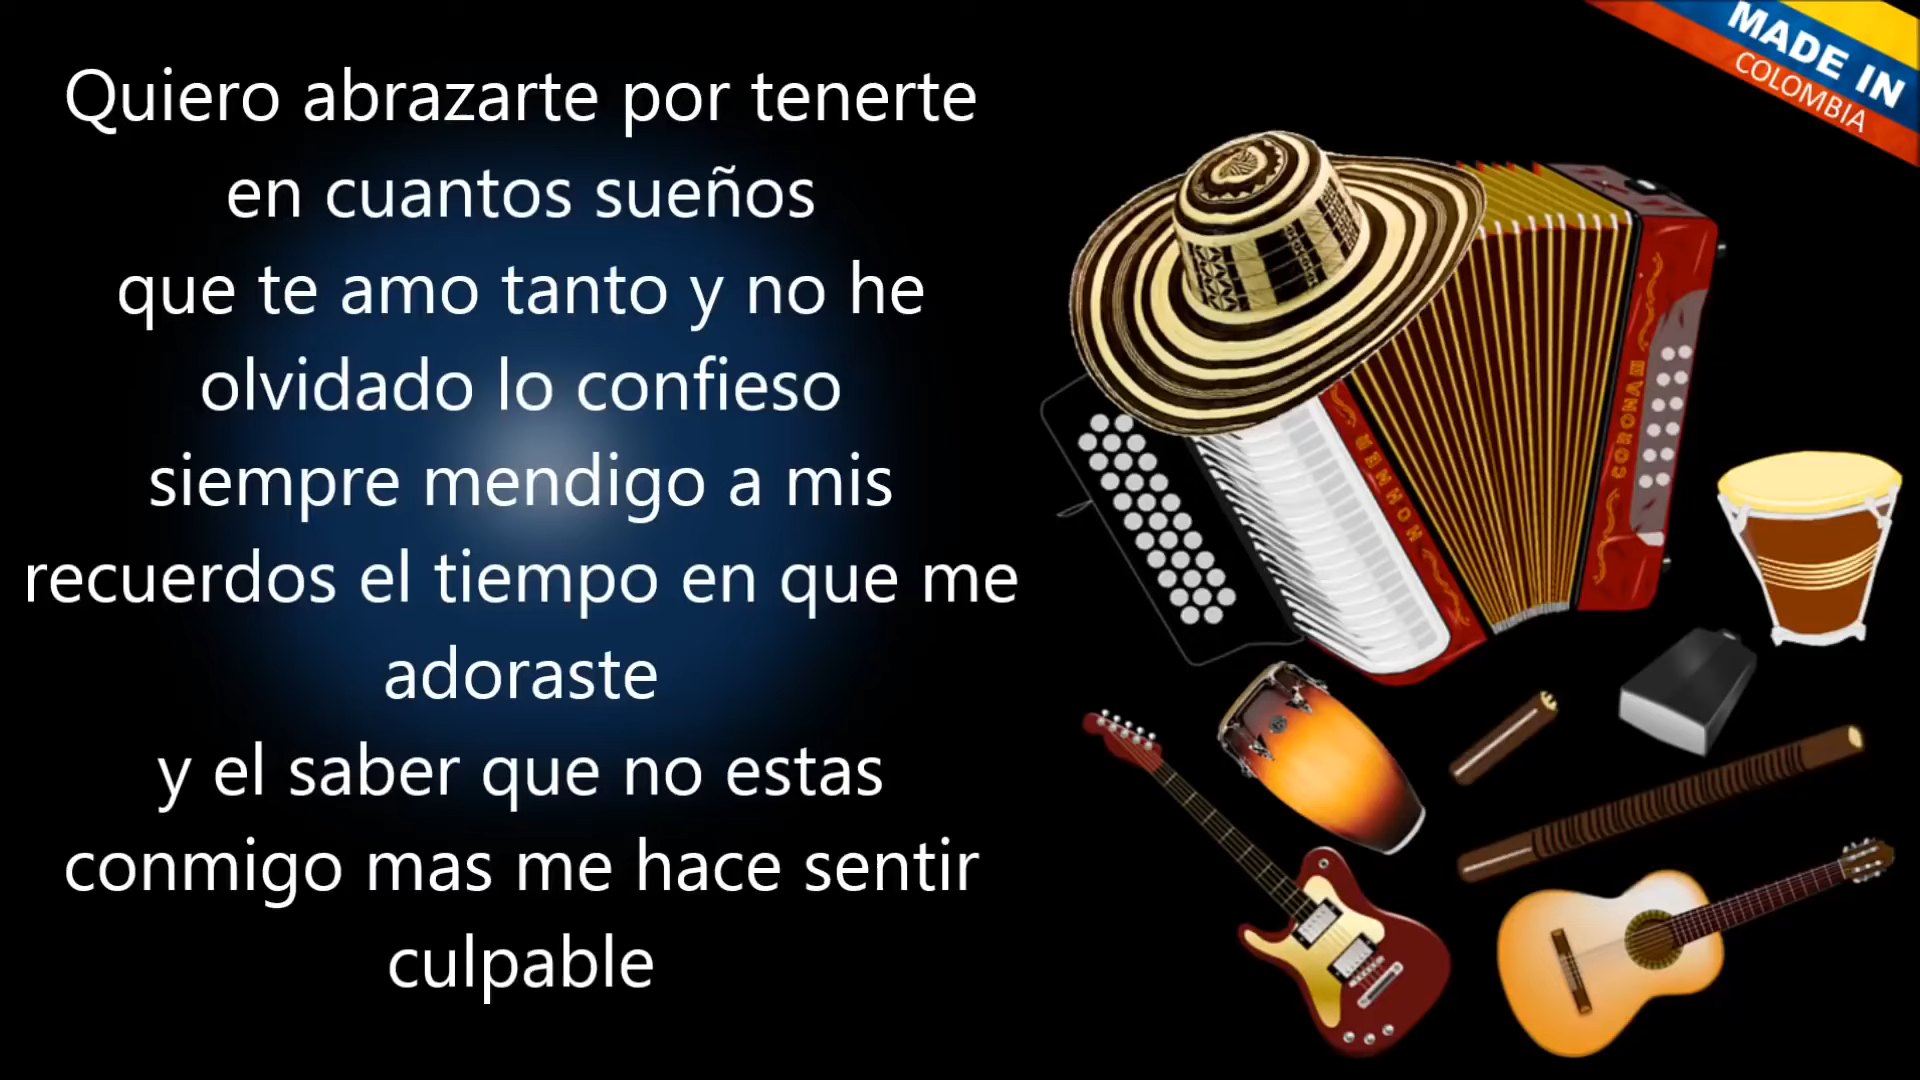 Quiero abrazarte por tenerte
en cuantos sueños
que te amo tanto y no he
olvidado lo confieso
siempre mendigo a mis
recuerdos el tiempo en que me
adoraste
y el saber que no estas
conmigo mas me hace sentir
culpable
MADE IN
COLOMBIA
CORONA III
HOHNER